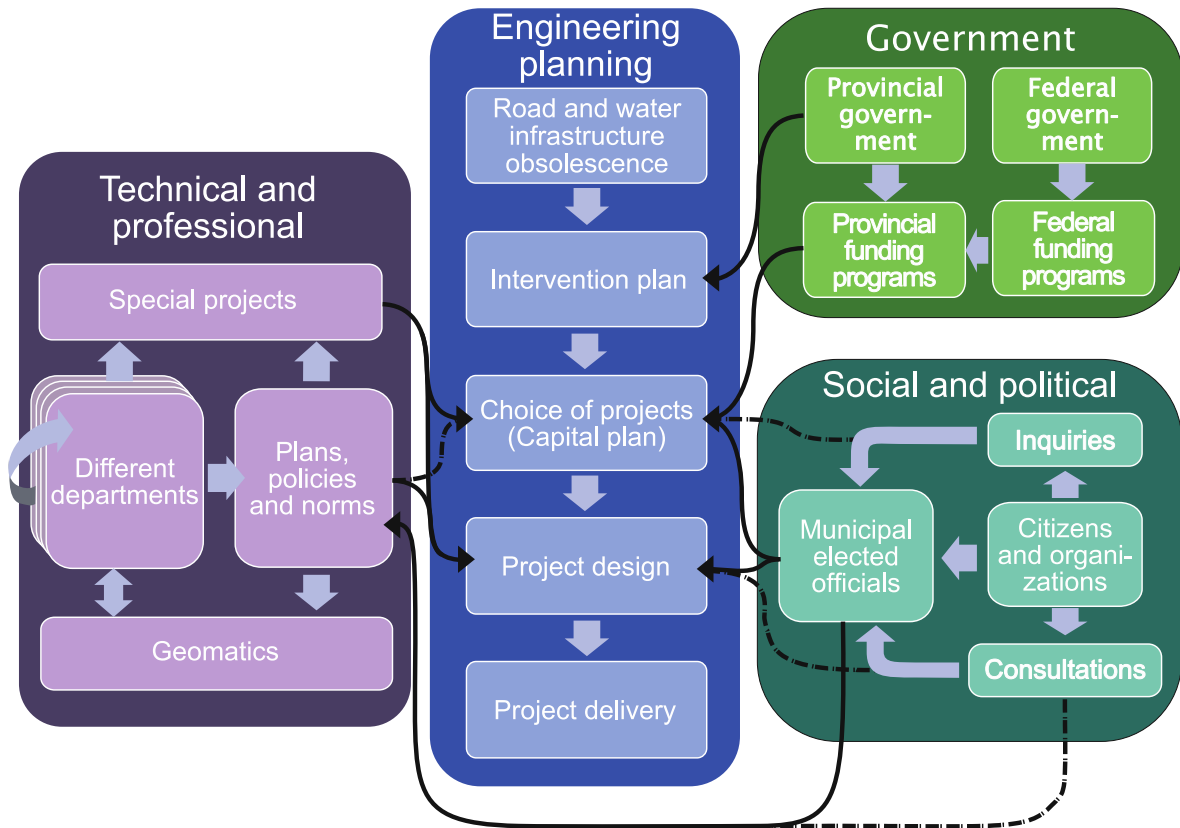 Technical and
professional
Special projects
Different
departments
Plans,
policies
and norms
Geomatics
Engineering
planning
Road and water
infrastructure
obsolescence
Intervention plan
Choice of projects
(Capital plan)
Project design
Project delivery
Government
Provincial
govern-
ment
Federal
govern-
ment
Provincial
funding
programs
Federal
funding
programs
Social and political
Inquiries
Municipal
elected
officials
Citizens
and organi-
zations
Consultations